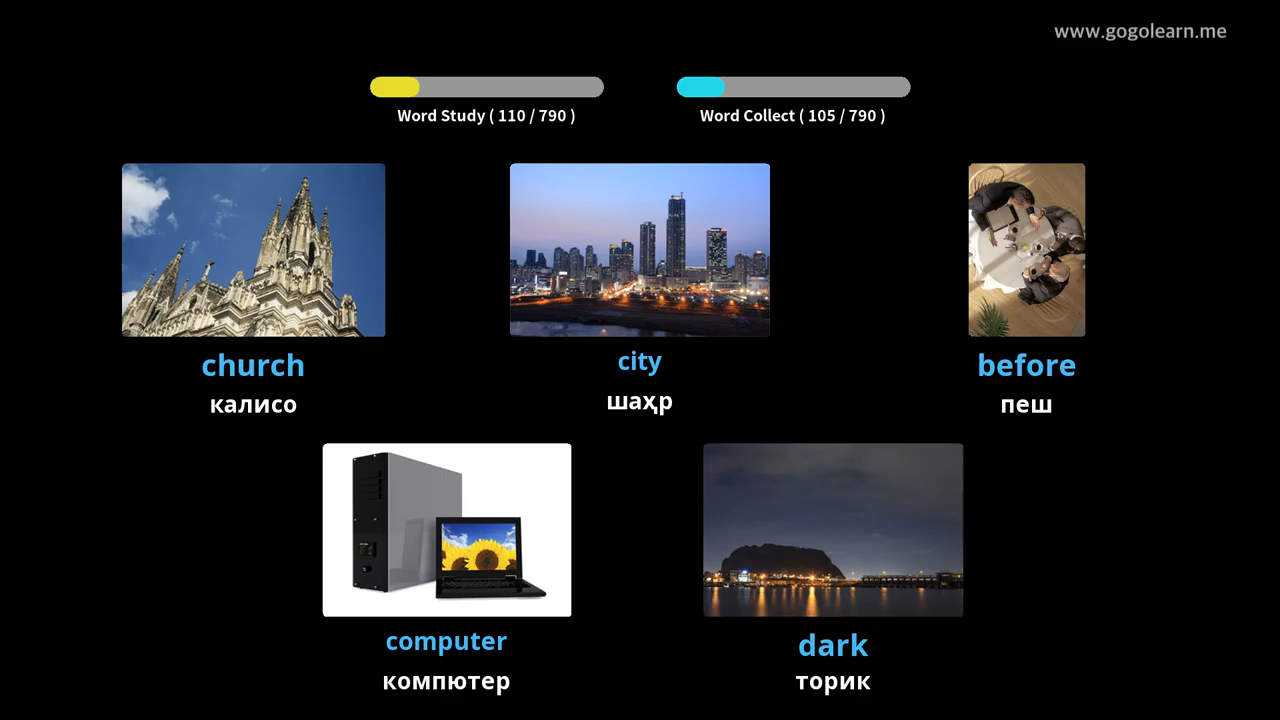 www.gogolearn.me
Word Study ( 110 / 790 )
Word Collect ( 105 / 790 )
church
city
before
калисо
шаҳр
пеш
computer
dark
компютер
торик